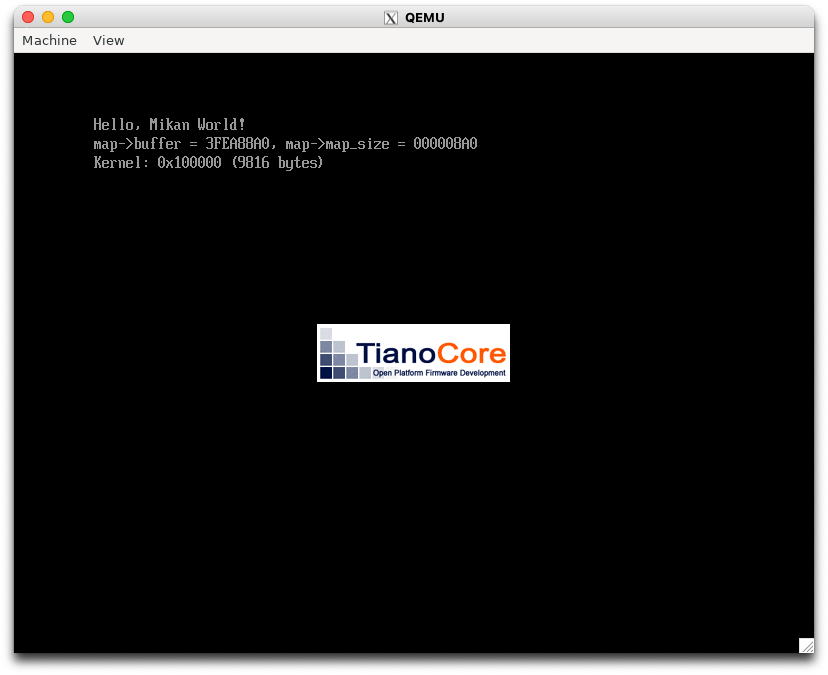 QEMU
Machine View
Hello, Mikan World!
map->buffer = 3FEA88A0, map->map_size = 000008A0
Kernel: 0x100000 (9816 bytes)
TianoCore
Open Platform Firmware Development